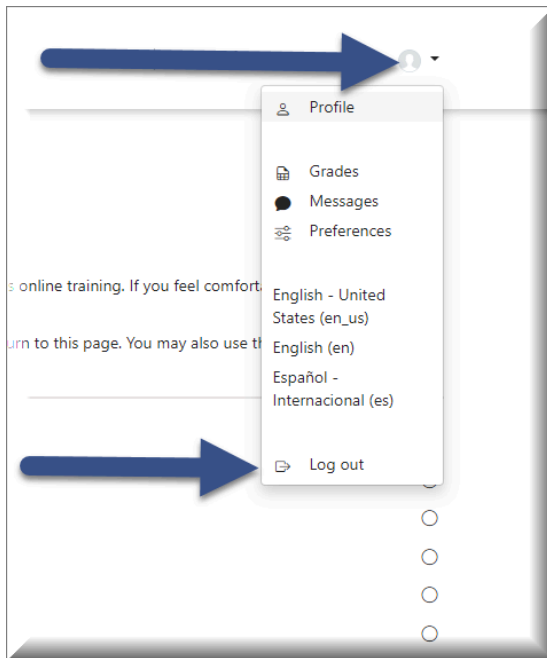 Profile
Grades
Messages
Preferences
s online training. If you feel comfort
English - United
States (en_us)
urn to this page. You may also use th
English (en)
Español -
Internacional (es)
Log out